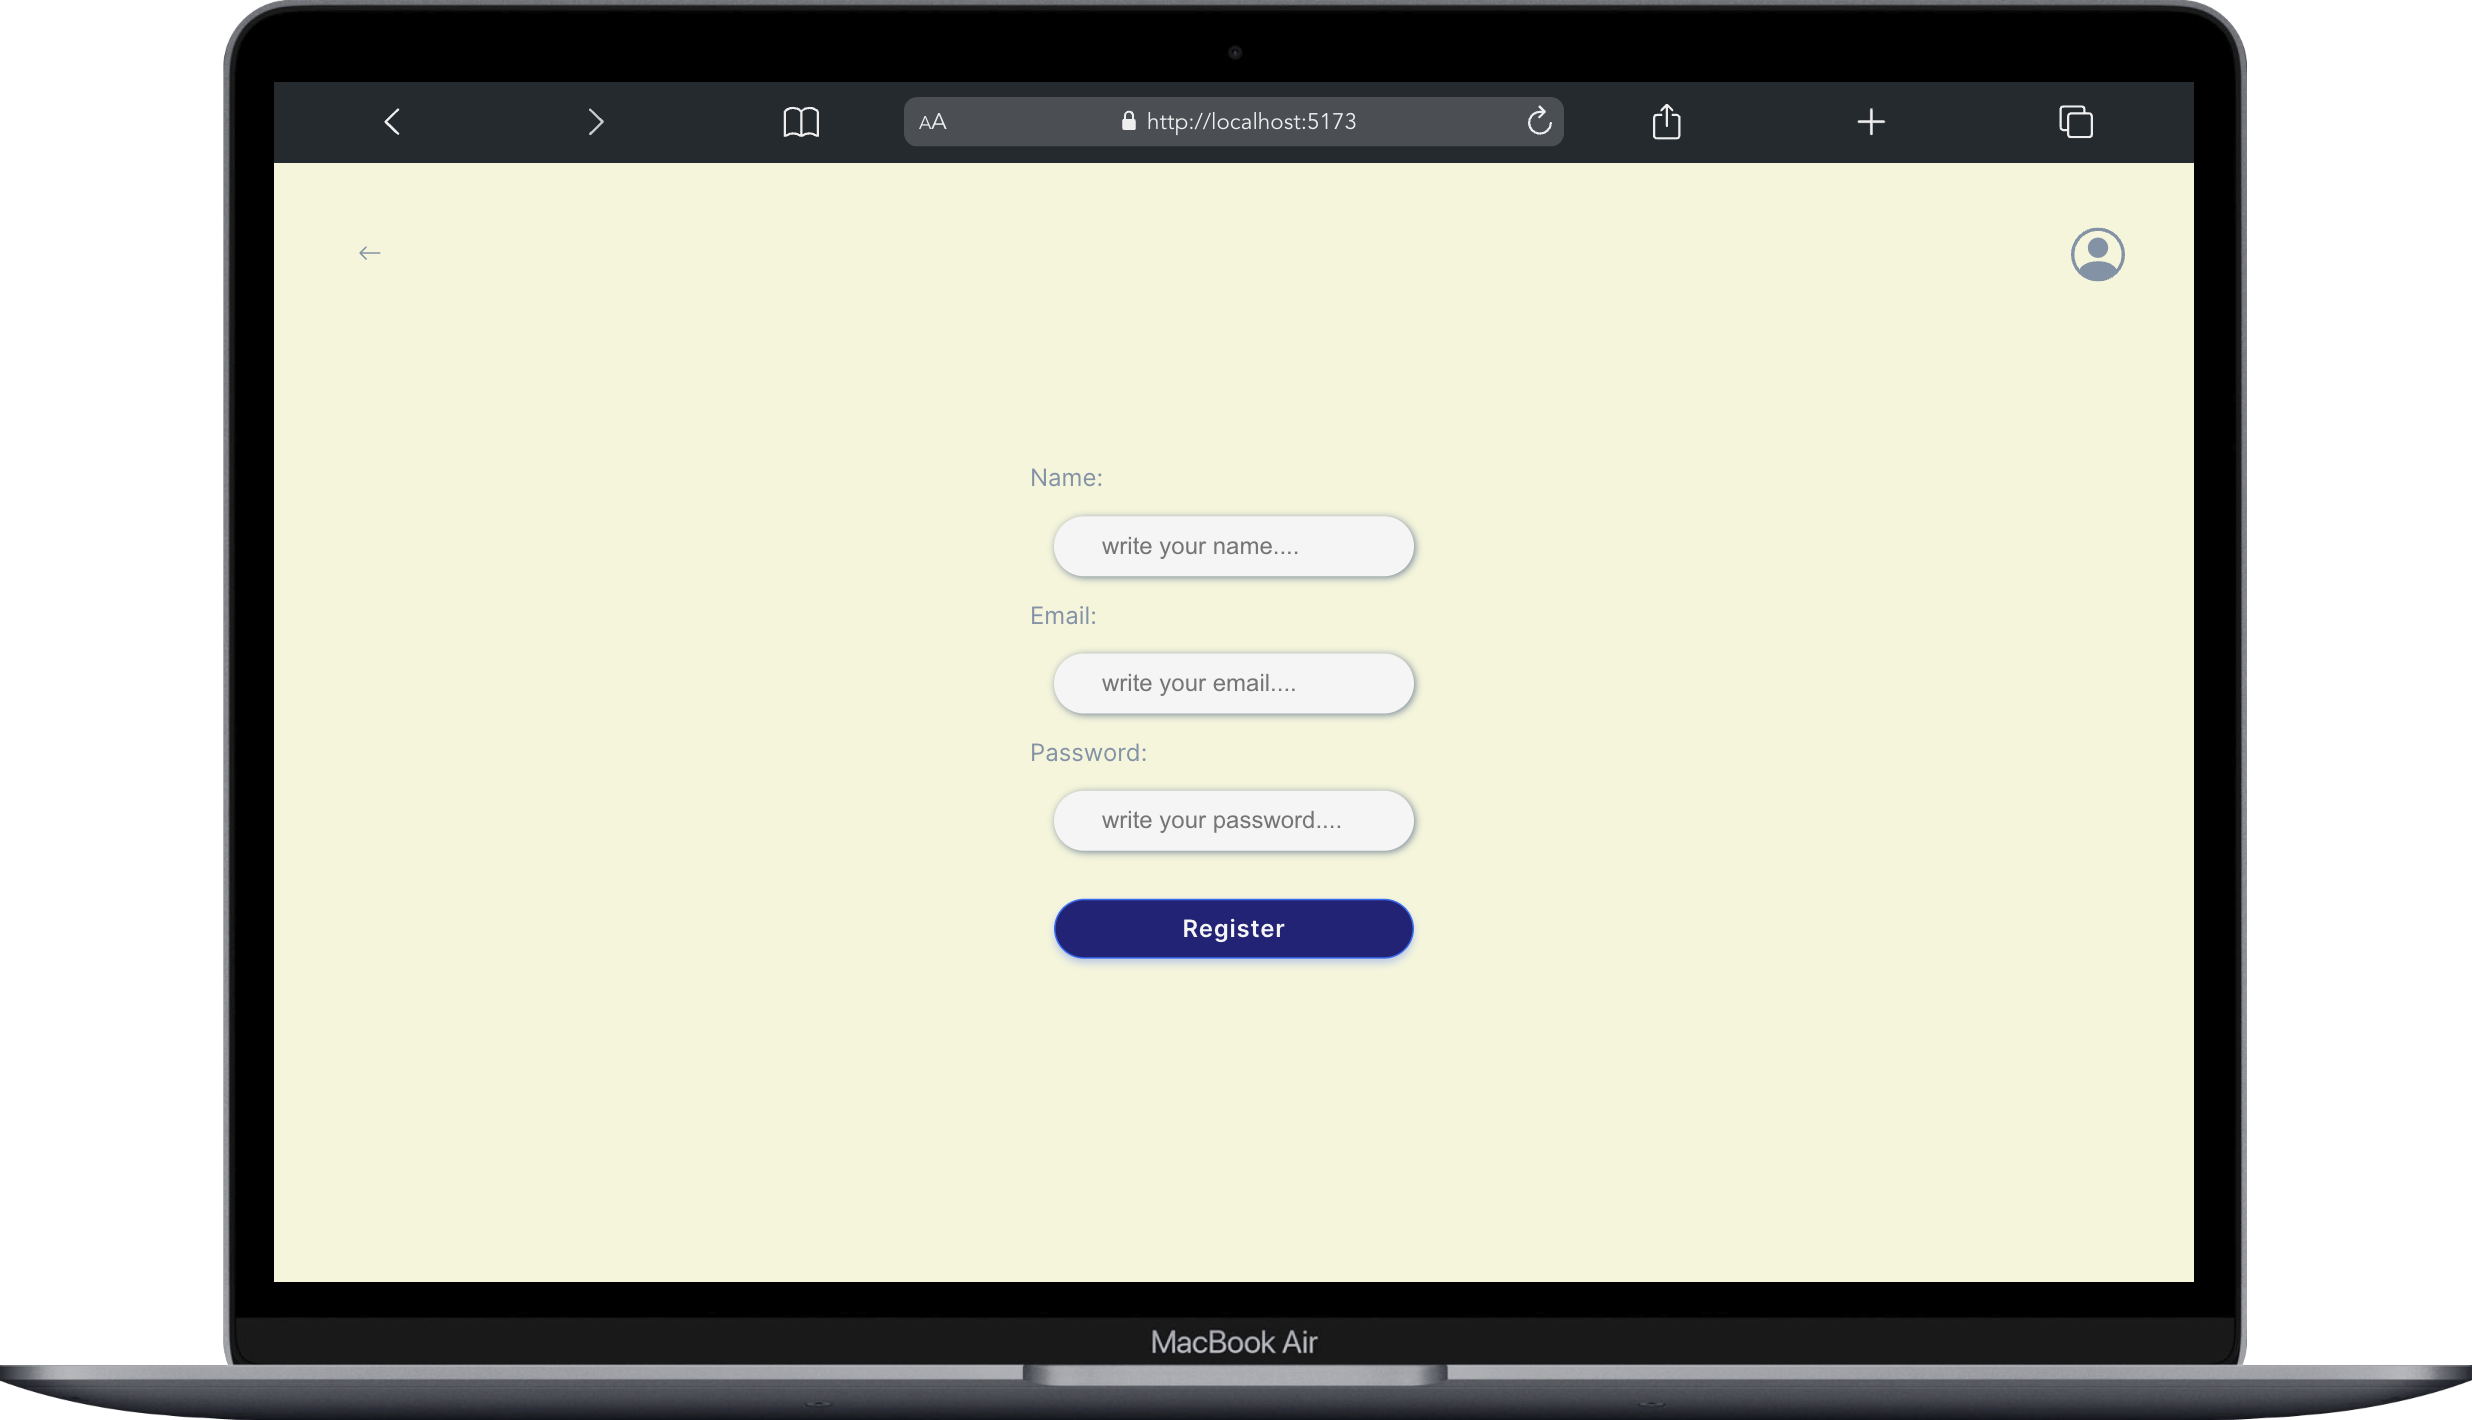 AA
http://localhost:5173
Name:
write your name....
Email:
write your email....
Password:
write your password....
Register
MacBook Air